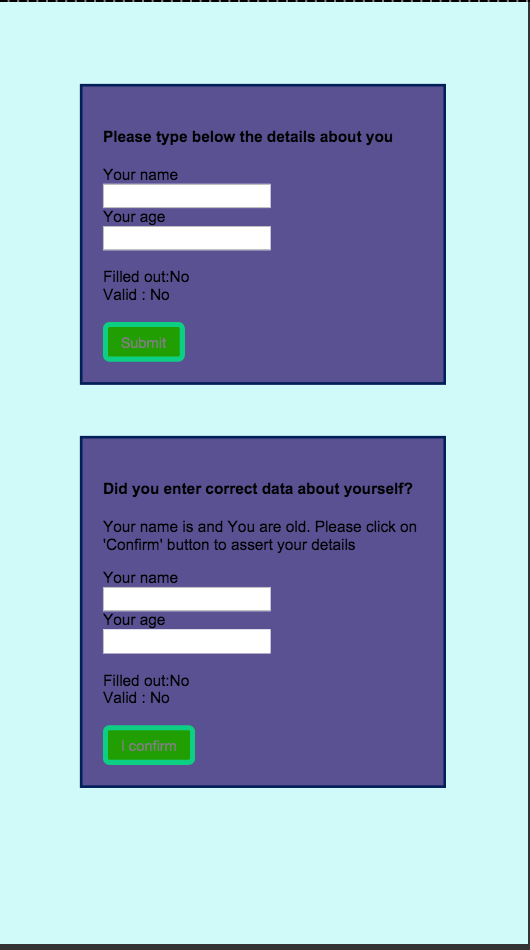 Please type below the details about you
Your name
Your age
Filled out:No
Valid : No
Submit
Did you enter correct data about yourself?
Your name is and You are old. Please click on
'Confirm' button to assert your details
Your name
Your age
Filled out:No
Valid : No
I confirm